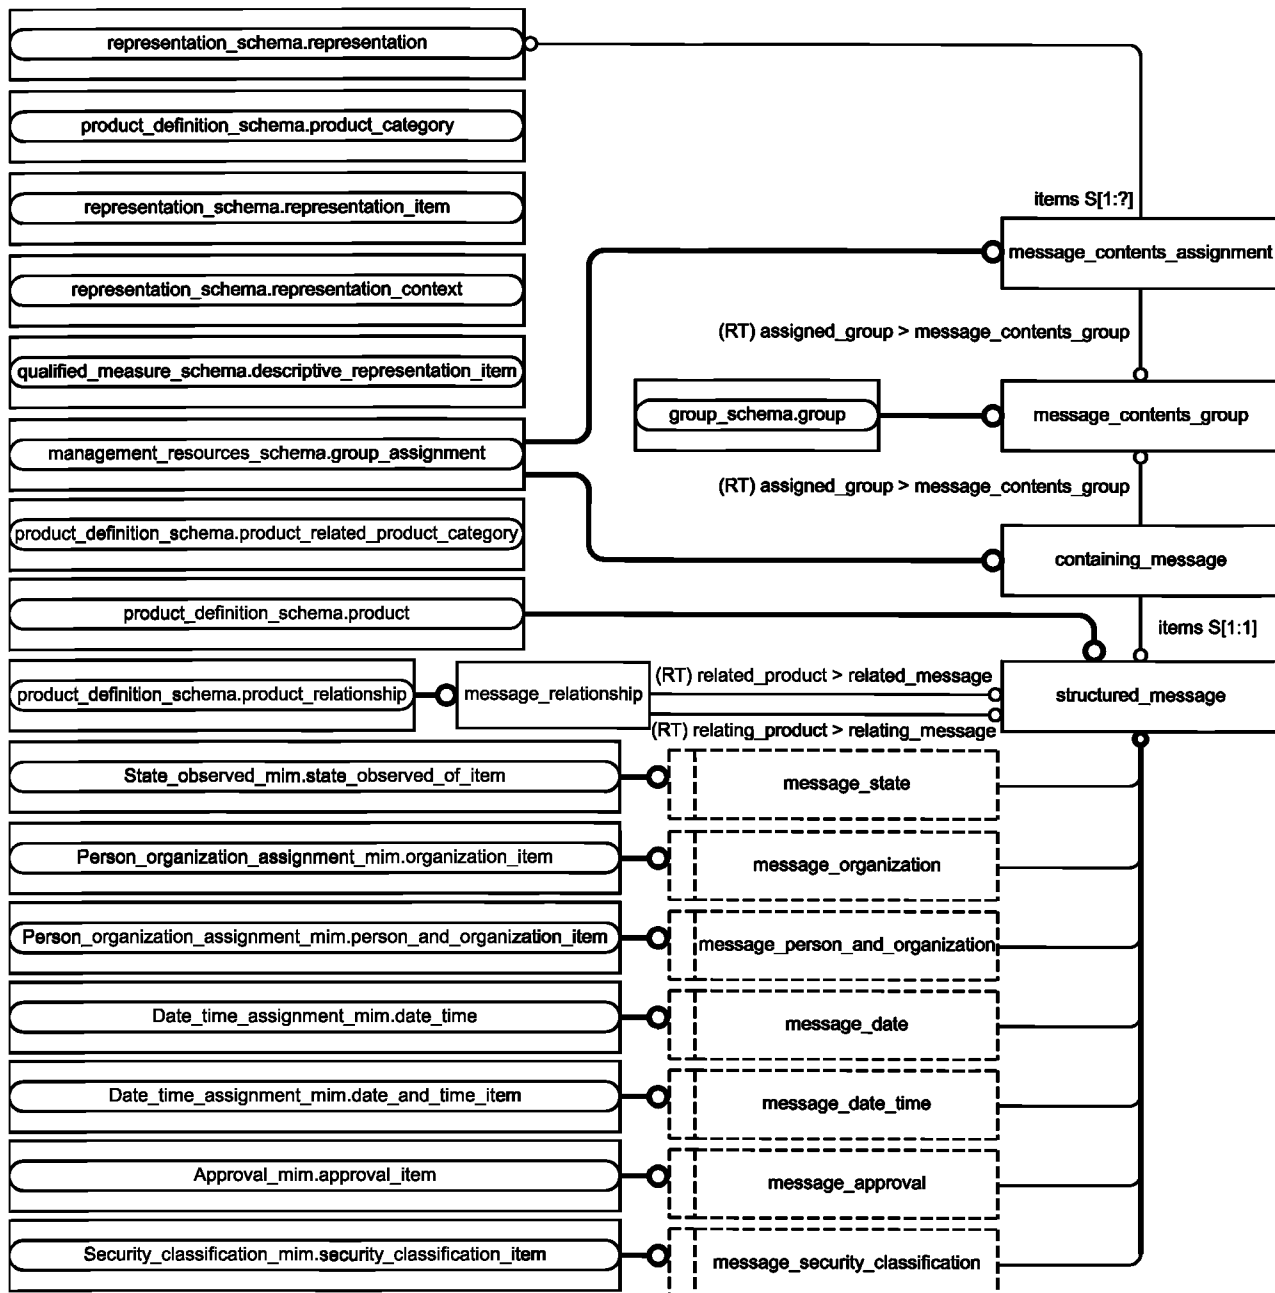 representation_schema.representation
product_definition_schema.product_category
representation_schema.representation_item
items S[1:?]
message_contents_assignment
representation_schema.representation_context
(RT) assigned_group > message_contents_group
qualified_measure_schema.descriptive_representation_item
group_schema.group
message_contents_group
management_resources_schema.group_assignment
(RT) assigned_group > message_contents_group
product_definition_schema.product_related_product_category
containing_message
product_definition_schema.product
items S[1:1]
(RT) related_product > related_message
product_definition_schema.product_relationship
message_relationship
structured_message
(RT) relating_product > relating_message
State_observed_mim.state_observed_of_item
message_state
Person_organization_assignment_mim.organization_item
message_organization
Person_organization_assignment_mim.person_and_organization_item
message_person_and_organization
Date_time_assignment_mim.date_time
message_date
Date_time_assignment_mim.date_and_time_item
message_date_time
Approval_mim.approval_item
message_approval
Security_classification_mim.security_classification_item
message_security_classification